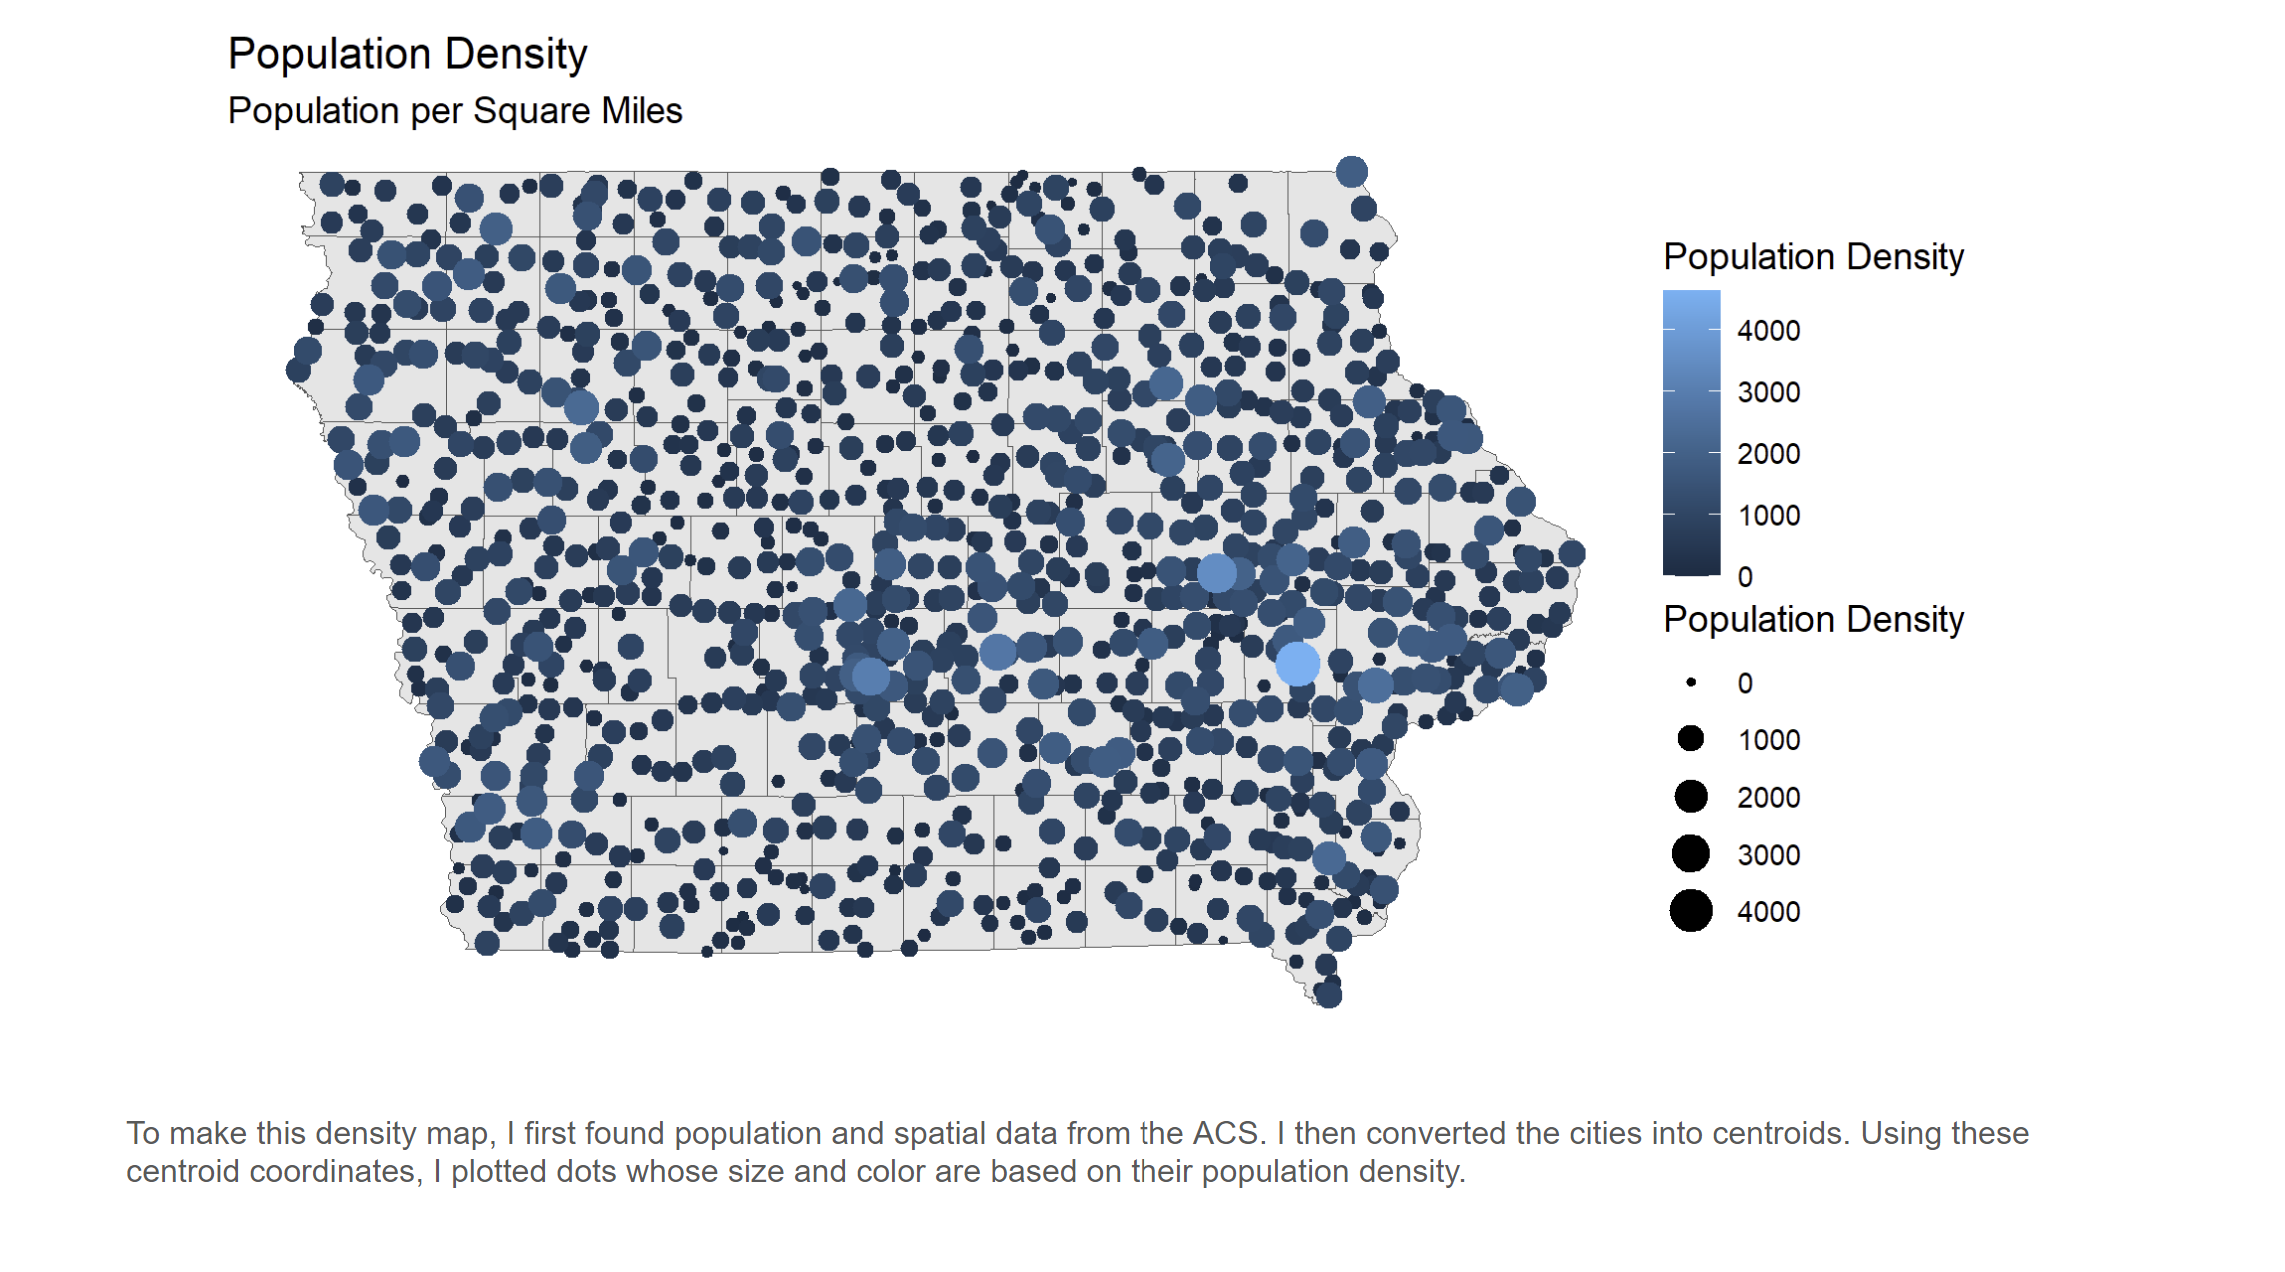 Population Density
Population per Square Miles
Population Density
4000
3000
2000
1000
0
Population Density
0
1000
2000
3000
4000
To make this density map, I first found population and spatial data from the ACS. I then converted the cities into centroids. Using these
centroid coordinates, I plotted dots whose size and color are based on their population density.